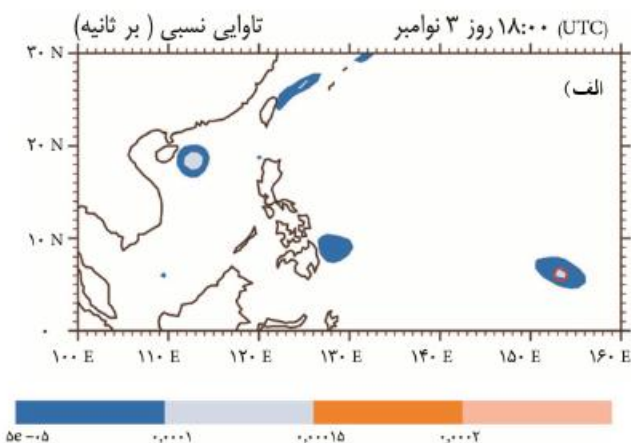 ۱۸:۰۰ روز ۳ نوامبر (UTC) تاوایی نسبی ( بر ثانیه)
۳۰ N
الف)
۲۰ N
۱۰ N
۰
۱۰۰ E ۱۱۰ E ۱۲۰ E ۱۳۰ E ۱۴۰ E ۱۵۰ E ۱۶۰ E
۵e -۰۵ ۰,۰۰۰۱ ۰,۰۰۰۱۵ ۰,۰۰۰۲